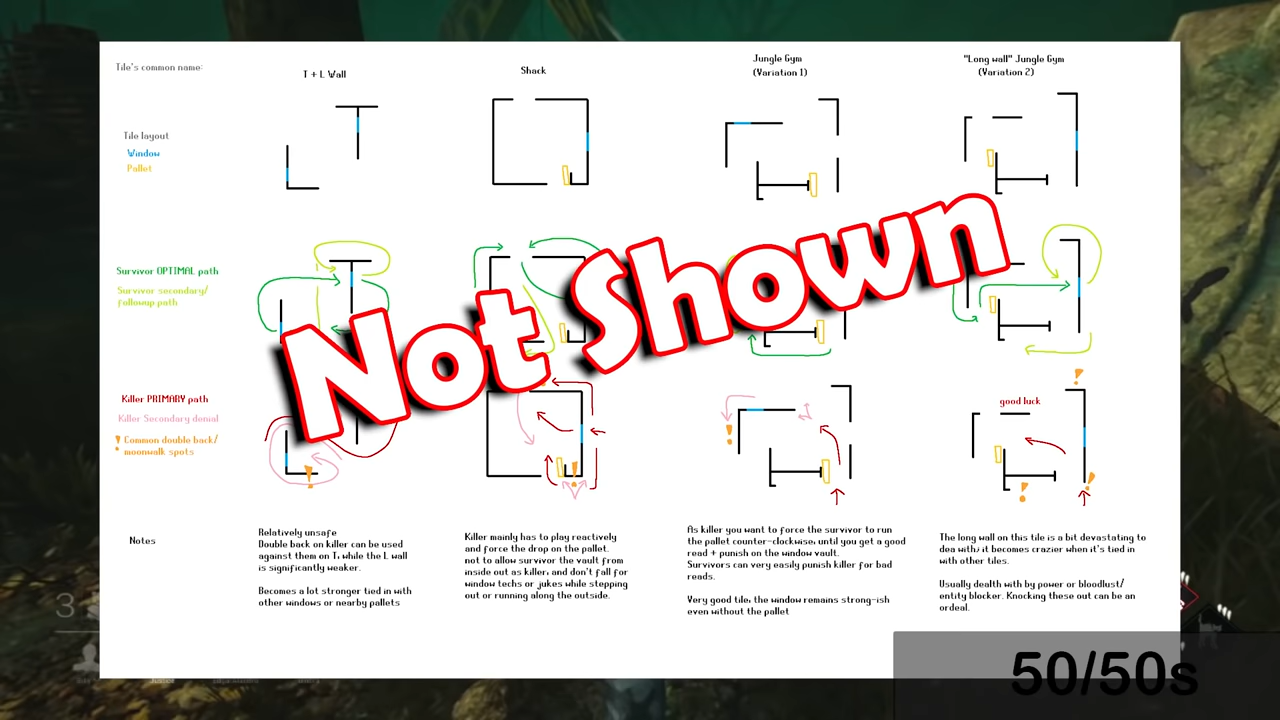 Tile's common name:
T + L Wall
Shack
Jungle Gym
(Variation 1)
"Long wall" Jungle Gym
(Variation 2)
Tile layout
Window
Pallet
Survivor OPTIMAL path
Survivor secondary/
followup path
Not Shown
Killer PRIMARY path
Killer Secondary denial
! Common double back/
moonwalk spots
good luck
Notes
Relatively unsafe
Double back on killer can be used
against them on T, while the L wall
is significantly weaker.
Becomes a lot stronger tied in with
other windows or nearby pallets
Killer mainly has to play reactively
and force the drop on the pallet.
not to allow survivor the vault from
inside out as killer, and don't fall for
window techs or jukes while stepping
out or running along the outside.
As killer you want to force the survivor to run
the pallet counter-clockwise, until you get a good
read + punish on the window vault.
Survivors can very easily punish killer for bad
reads.
Very good tile, the window remains strong-ish
even without the pallet
The long wall on this tile is a bit devastating to
dea with; it becomes crazier when it's tied in
with other tiles.
Usually dealth with by power or bloodlust/
entity blocker. Knocking these out can be an
ordeal.
3
50/50s